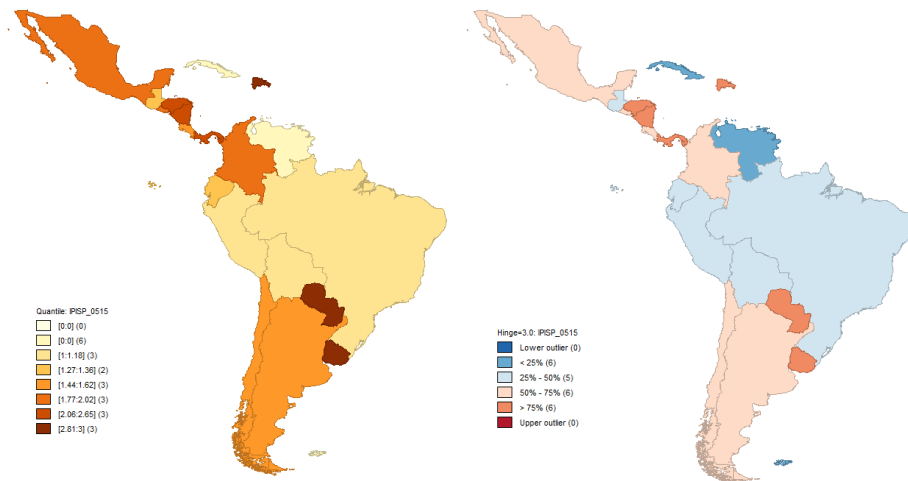 Quantile: IPISP_0515
[0:0] (0)
[0:0] (6)
[1:1.18] (3)
[1.27:1.36] (2)
[1.44:1.62] (3)
[1.77:2.02] (3)
[2.06:2.65] (3)
[2.81:3] (3)
Hinge=3.0: IPISP_0515
Lower outlier (0)
< 25% (6)
25% - 50% (5)
50% - 75% (6)
> 75% (6)
Upper outlier (0)